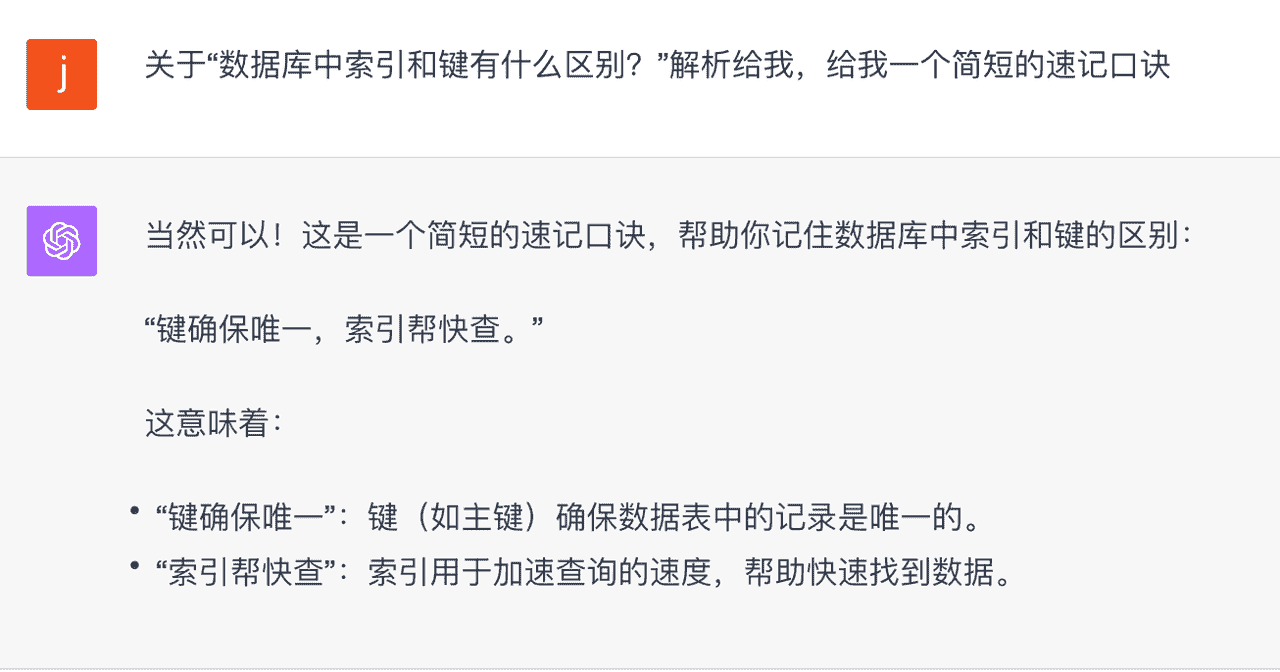 j
关于“数据库中索引和键有什么区别？”解析给我，给我一个简短的速记口诀
当然可以！这是一个简短的速记口诀，帮助你记住数据库中索引和键的区别：
“键确保唯一，索引帮快查。”
这意味着：
• “键确保唯一”：键（如主键）确保数据表中的记录是唯一的。
• “索引帮快查”：索引用于加速查询的速度，帮助快速找到数据。